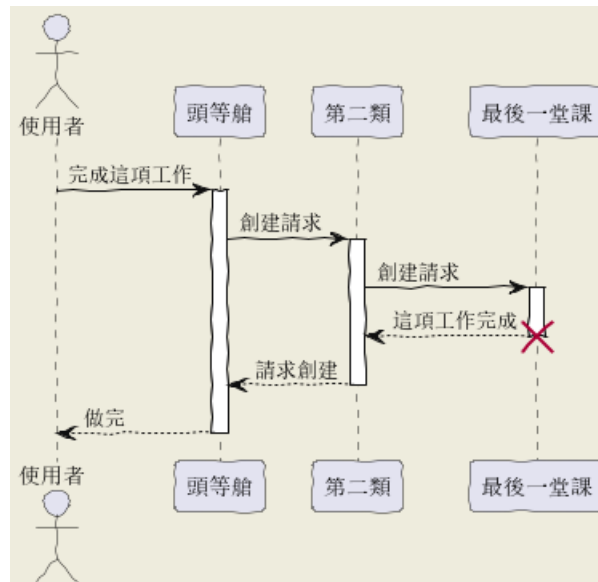 使用者
頭等艙
第二類
最後一堂課
完成這項工作
創建請求
創建請求
這項工作完成
請求創建
做完
使用者
頭等艙
第二類
最後一堂課